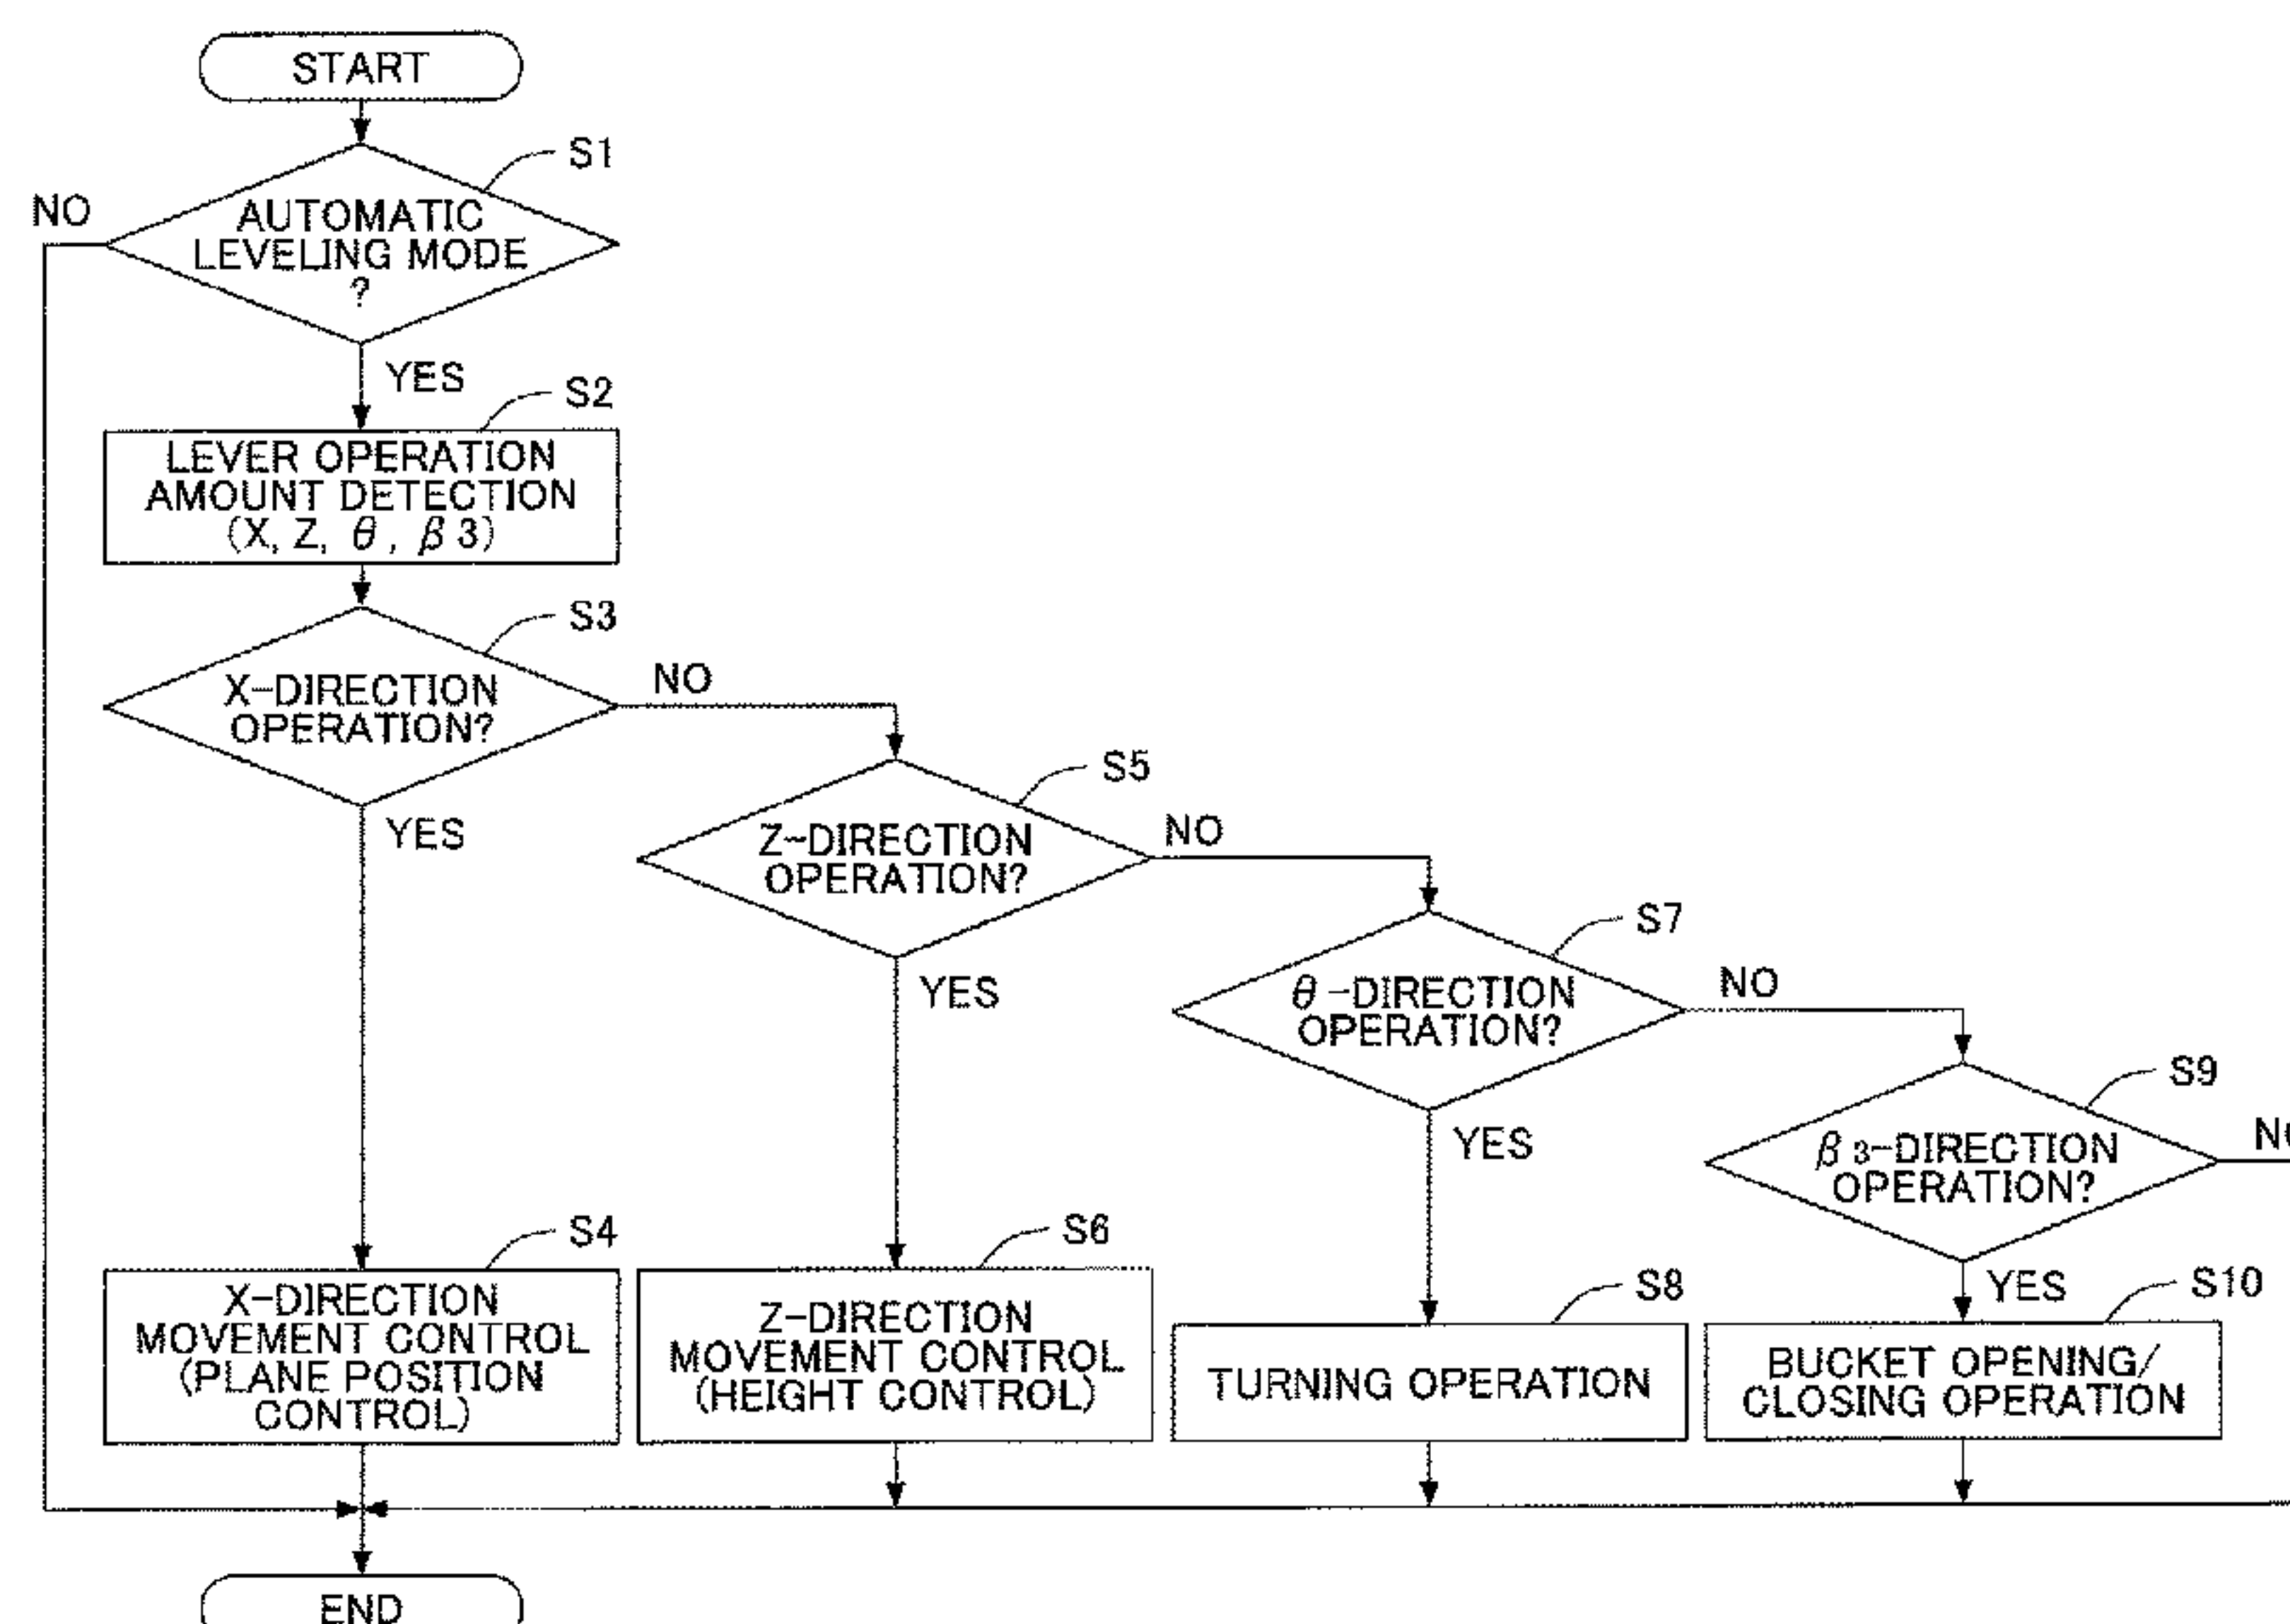 START
S1
NO
AUTOMATIC
LEVELING MODE
?
YES
S2
LEVER OPERATION
AMOUNT DETECTION
(X, Z, θ, β3)
S3
X-DIRECTION
OPERATION?
NO
YES
S5
Z-DIRECTION
OPERATION?
NO
YES
S7
θ-DIRECTION
OPERATION?
NO
YES
S9
β3-DIRECTION
OPERATION?
YES
S4
X-DIRECTION
MOVEMENT CONTROL
(PLANE POSITION
CONTROL)
S6
Z-DIRECTION
MOVEMENT CONTROL
(HEIGHT CONTROL)
S8
TURNING OPERATION
S10
BUCKET OPENING/
CLOSING OPERATION
END